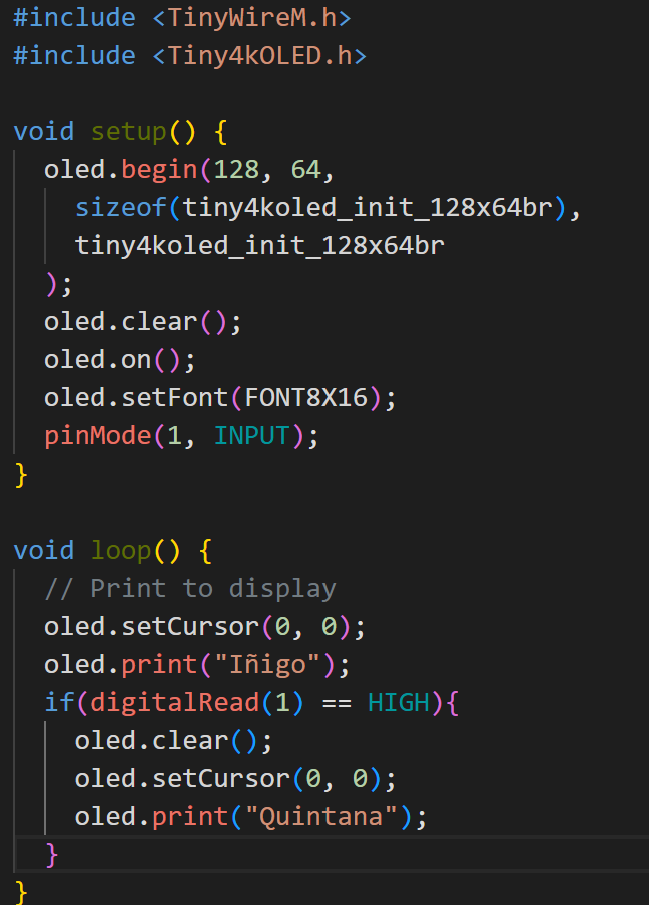 #include <TinyWireM.h>
#include <Tiny4kOLED.h>
void setup() {
oled.begin(128, 64,
sizeof(tiny4koled_init_128x64br),
tiny4koled_init_128x64br
);
oled.clear();
oled.on();
oled.setFont(FONT8X16);
pinMode(1, INPUT);
}
void loop() {
// Print to display
oled.setCursor(0, 0);
oled.print("Iñigo");
if(digitalRead(1) == HIGH){
oled.clear();
oled.setCursor(0, 0);
oled.print("Quintana");
}
}